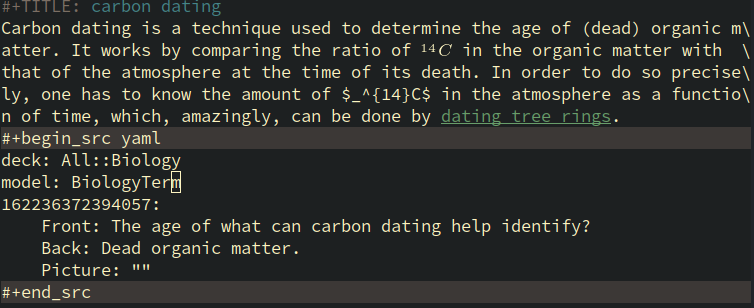 #+TITLE: carbon dating
Carbon dating is a technique used to determine the age of (dead) organic m\
atter. It works by comparing the ratio of ¹⁴C in the organic matter with \
that of the atmosphere at the time of its death. In order to do so precise\
ly, one has to know the amount of $_^{14}C$ in the atmosphere as a functio\
n of time, which, amazingly, can be done by dating tree rings.
#+begin_src yaml
deck: All::Biology
model: BiologyTerm
162236372394057:
    Front: The age of what can carbon dating help identify?
    Back: Dead organic matter.
    Picture: ""
#+end_src